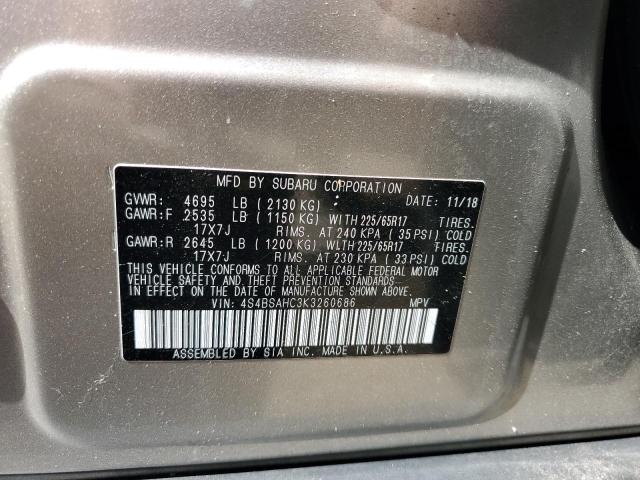 MFD BY SUBARU CORPORATION
GVWR: 4695 LB (2130 KG) DATE: 11/18
GAWR:F 2535 LB (1150 KG) WITH 225/65R17 TIRES.
17X7J RIMS. AT 240 KPA (35 PSI) COLD
GAWR:R 2645 LB (1200 KG) WITH 225/65R17 TIRES.
17X7J RIMS. AT 230 KPA (33 PSI) COLD
THIS VEHICLE CONFORMS TO ALL APPLICABLE FEDERAL MOTOR
VEHICLE SAFETY AND THEFT PREVENTION STANDARDS
IN EFFECT ON THE DATE OF MANUFACTURE SHOWN ABOVE.
VIN: 4S4BSAHC3K3260686 MPV
ASSEMBLED BY SIA INC. MADE IN U.S.A.